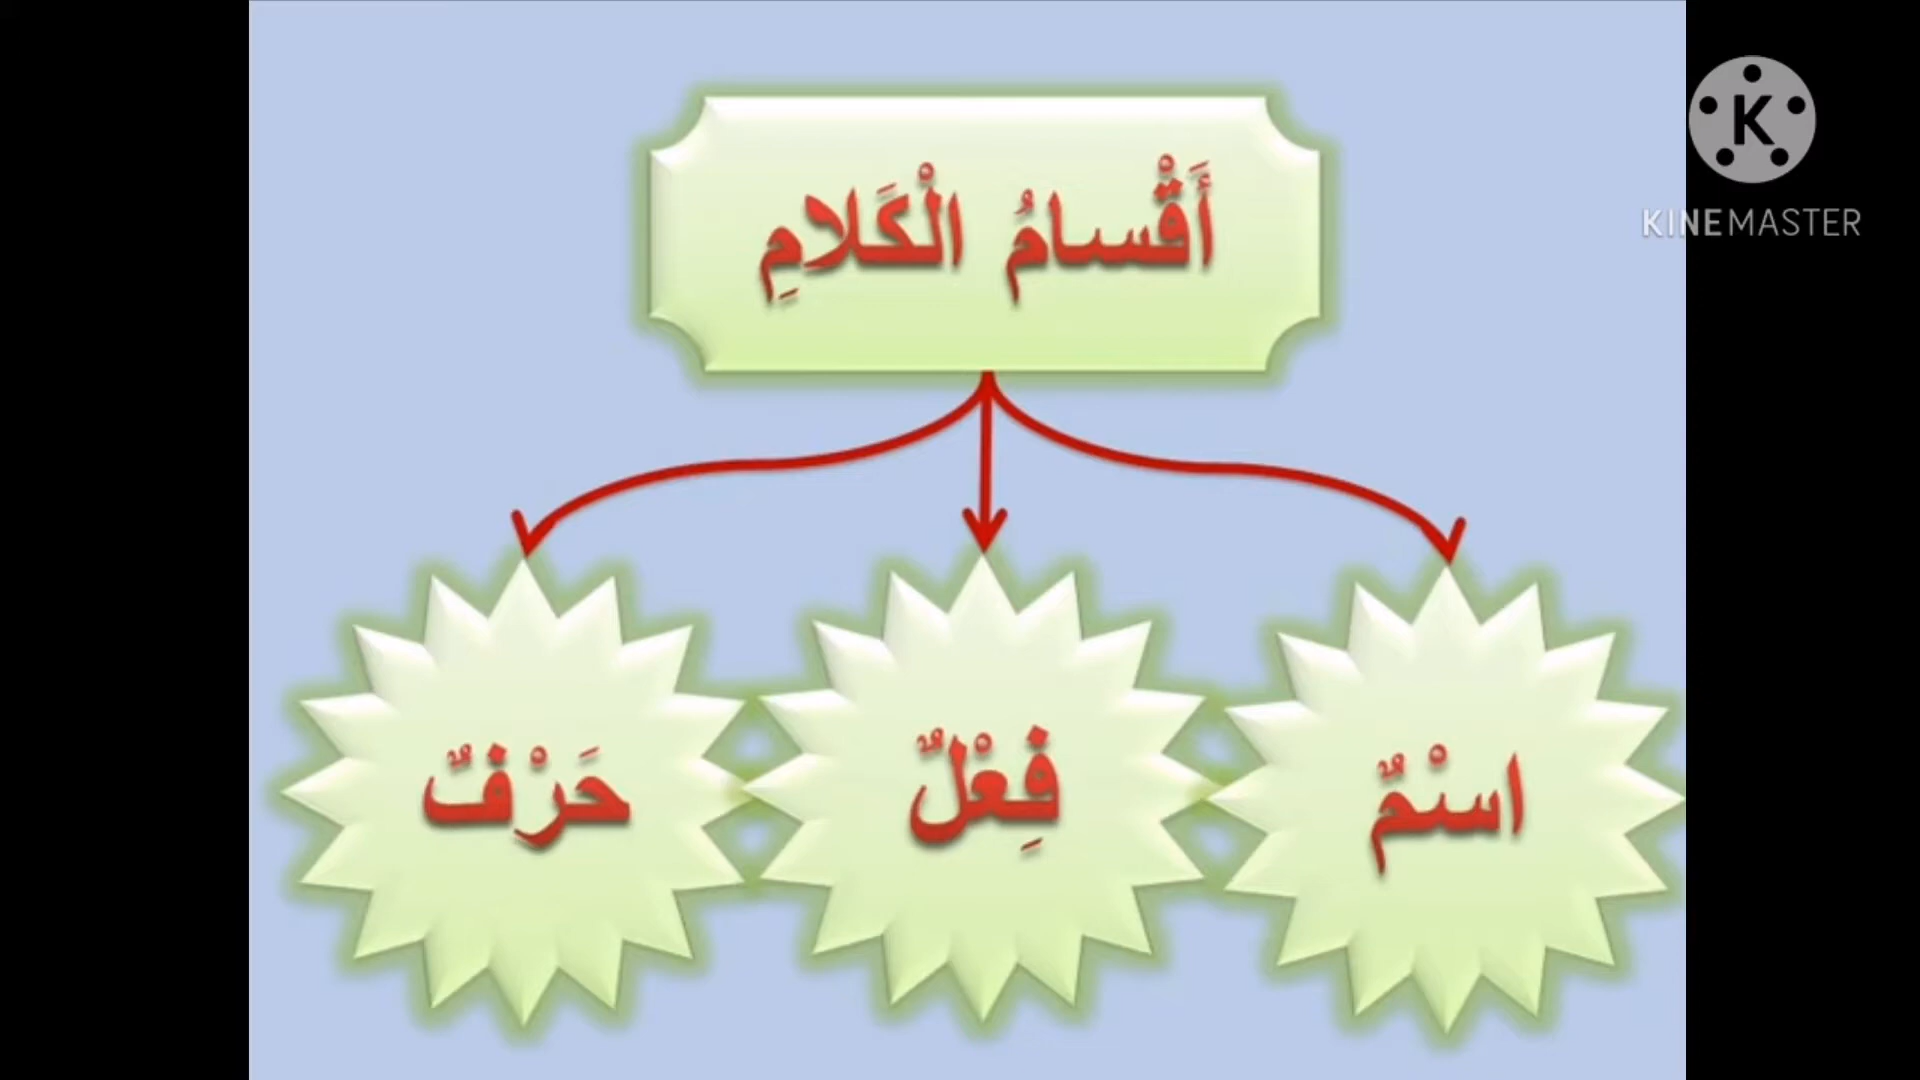 أَقْسامُ الْكَلامِ
اسْمٌ
فِعْلٌ
حَرْفٌ
K
KINEMASTER